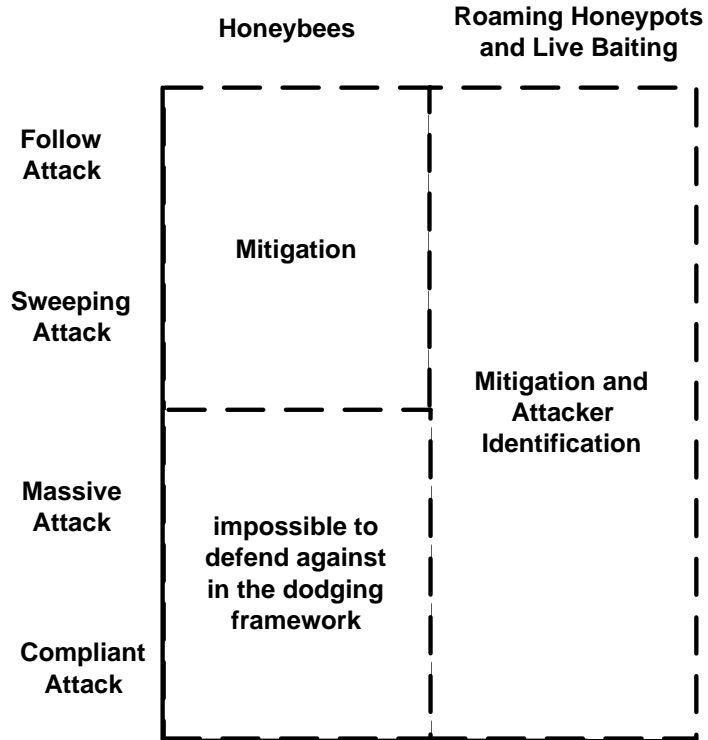 Honeybees
Roaming Honeypots
and Live Baiting
Follow
Attack
Mitigation
Sweeping
Attack
Mitigation and
Attacker
Identification
Massive
Attack
impossible to
defend against
in the dodging
framework
Compliant
Attack